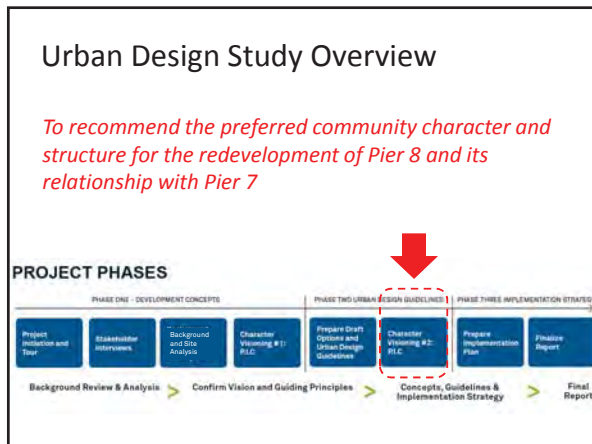 Urban Design Study Overview
To recommend the preferred community character and
structure for the redevelopment of Pier 8 and its
relationship with Pier 7
PROJECT PHASES
PHASE ONE - DEVELOPMENT CONCEPTS
PHASE TWO URBAN DESIGN GUIDELINES
PHASE THREE IMPLEMENTATION STRATEG
Project
Initiation and
Tour
Stakeholder
Interviews
Background
and Site
Analysis
Character
Visioning #1:
P.I.C
Prepare Draft
Options and
Urban Design
Guidelines
Character
Visioning #2:
P.I.C
Prepare
Implementation
Plan
Finalize
Report
Background Review & Analysis > Confirm Vision and Guiding Principles > Concepts, Guidelines & > Final
Implementation Strategy Report